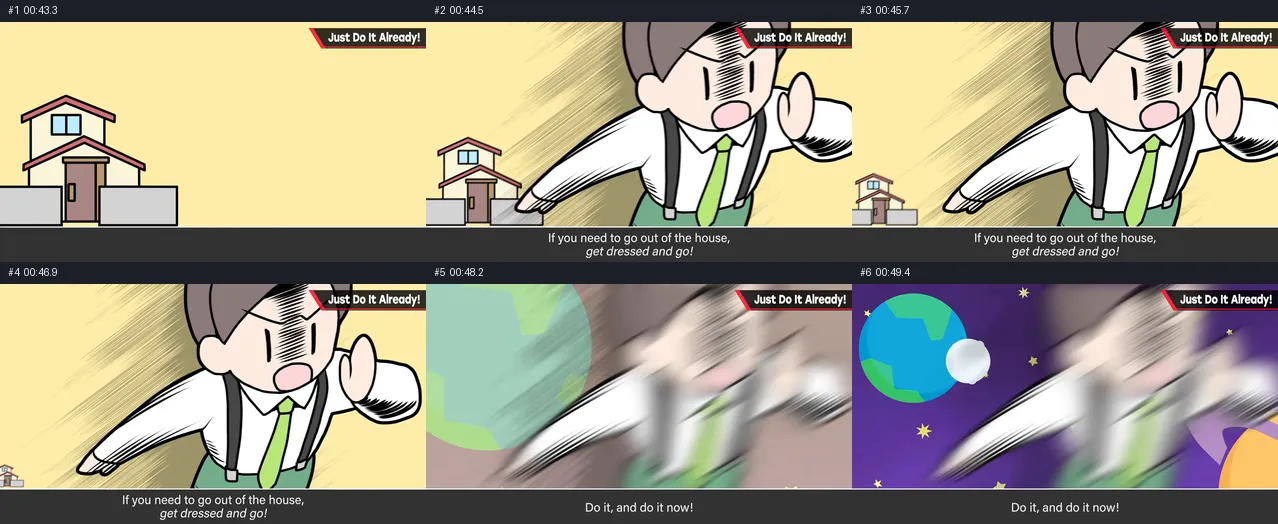 #1 00:43.3
Just Do It Already!
#2 00:44.5
Just Do It Already!
If you need to go out of the house,
get dressed and go!
#3 00:45.7
Just Do It Already!
If you need to go out of the house,
get dressed and go!
#4 00:46.9
Just Do It Already!
If you need to go out of the house,
get dressed and go!
#5 00:48.2
Just Do It Already!
Do it, and do it now!
#6 00:49.4
Just Do It Already!
Do it, and do it now!